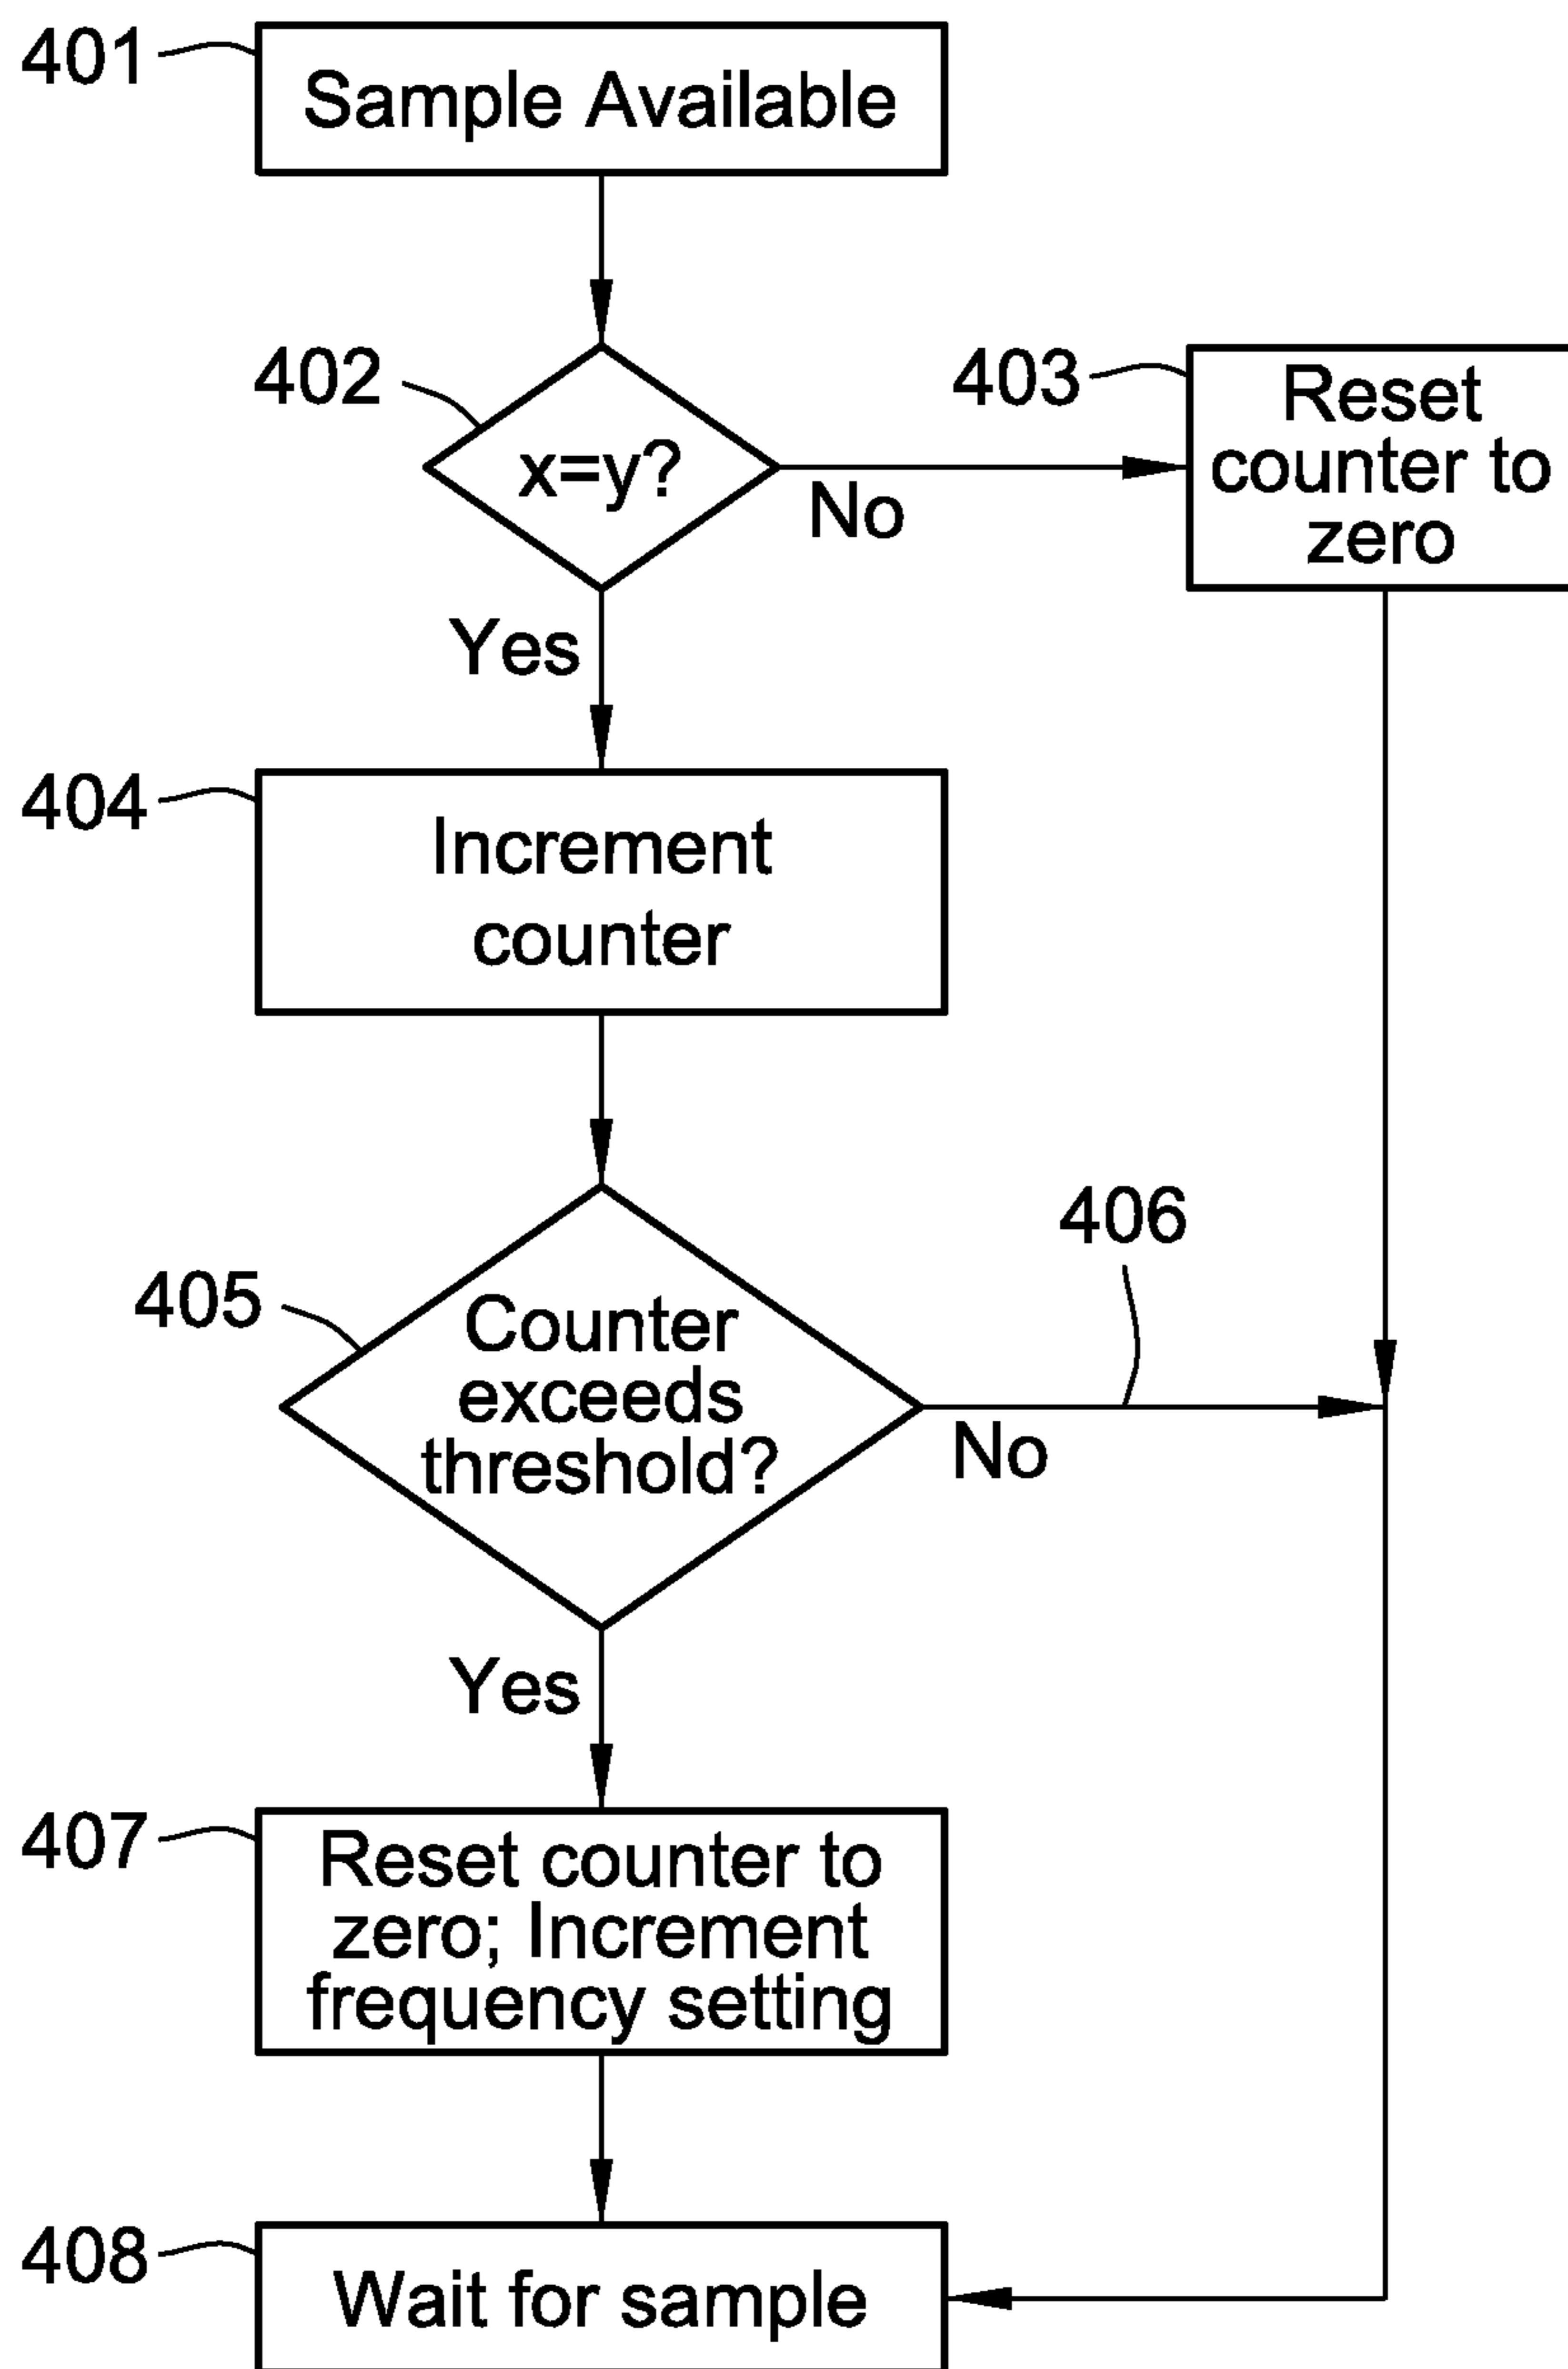 401
Sample Available
402
x=y?
No
403
Reset
counter to
zero
Yes
404
Increment
counter
405
Counter
exceeds
threshold?
406
No
Yes
407
Reset counter to
zero; Increment
frequency setting
408
Wait for sample